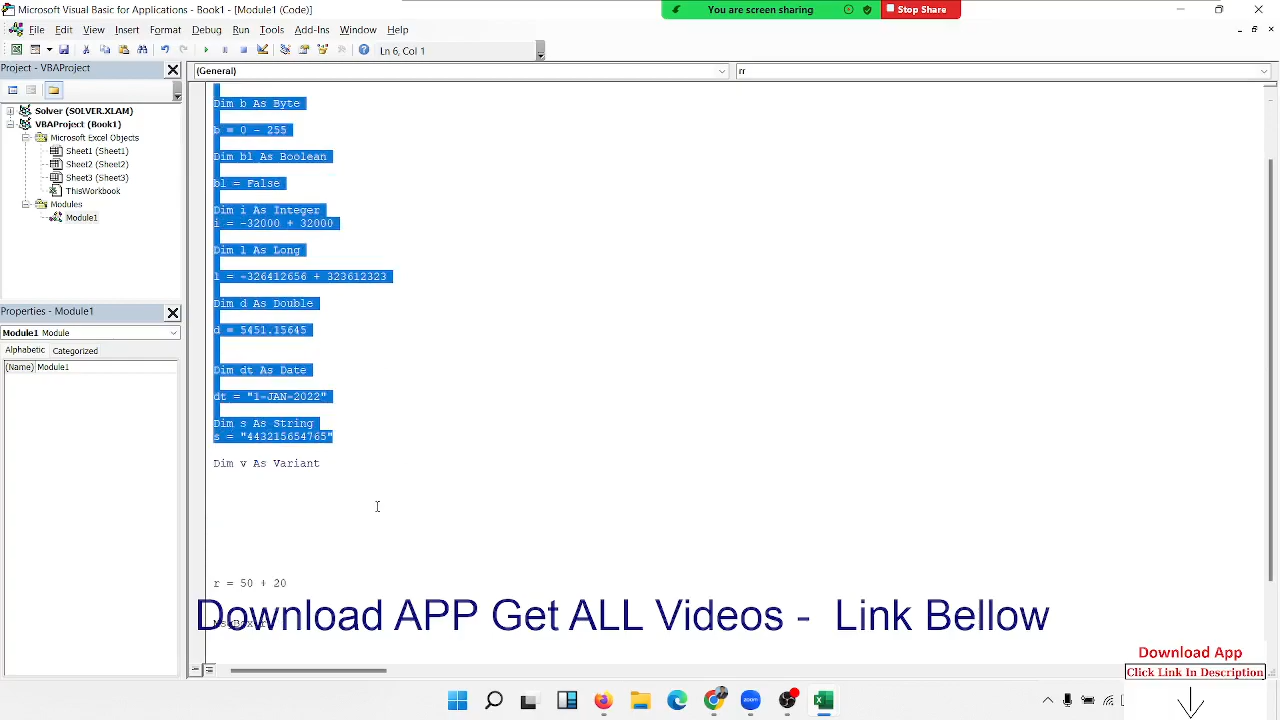 Microsoft Visual Basic for Applications - Book1 - [Module1 (Code)]
You are screen sharing
Stop Share
File Edit View Insert Format Debug Run Tools Add-Ins Window Help
Ln 6, Col 1
Project - VBAProject
(General)
rr
Solver (SOLVER.XLAM)
VBAProject (Book1)
Microsoft Excel Objects
Sheet1 (Sheet1)
Sheet2 (Sheet2)
Sheet3 (Sheet3)
ThisWorkbook
Modules
Module1
Properties - Module1
Module1 Module
Alphabetic Categorized
(Name) Module1
Dim b As Byte
b = 0 - 255
Dim bl As Boolean
bl = False
Dim i As Integer
i = -32000 + 32000
Dim l As Long
l = -326412656 + 323612323
Dim d As Double
d = 5451.15645
Dim dt As Date
dt = "1-JAN-2022"
Dim s As String
s = "443215654765"
Dim v As Variant
r = 50 + 20
MsgBox r
Download APP Get ALL Videos - Link Bellow
Download App
Click Link In Description
zoom